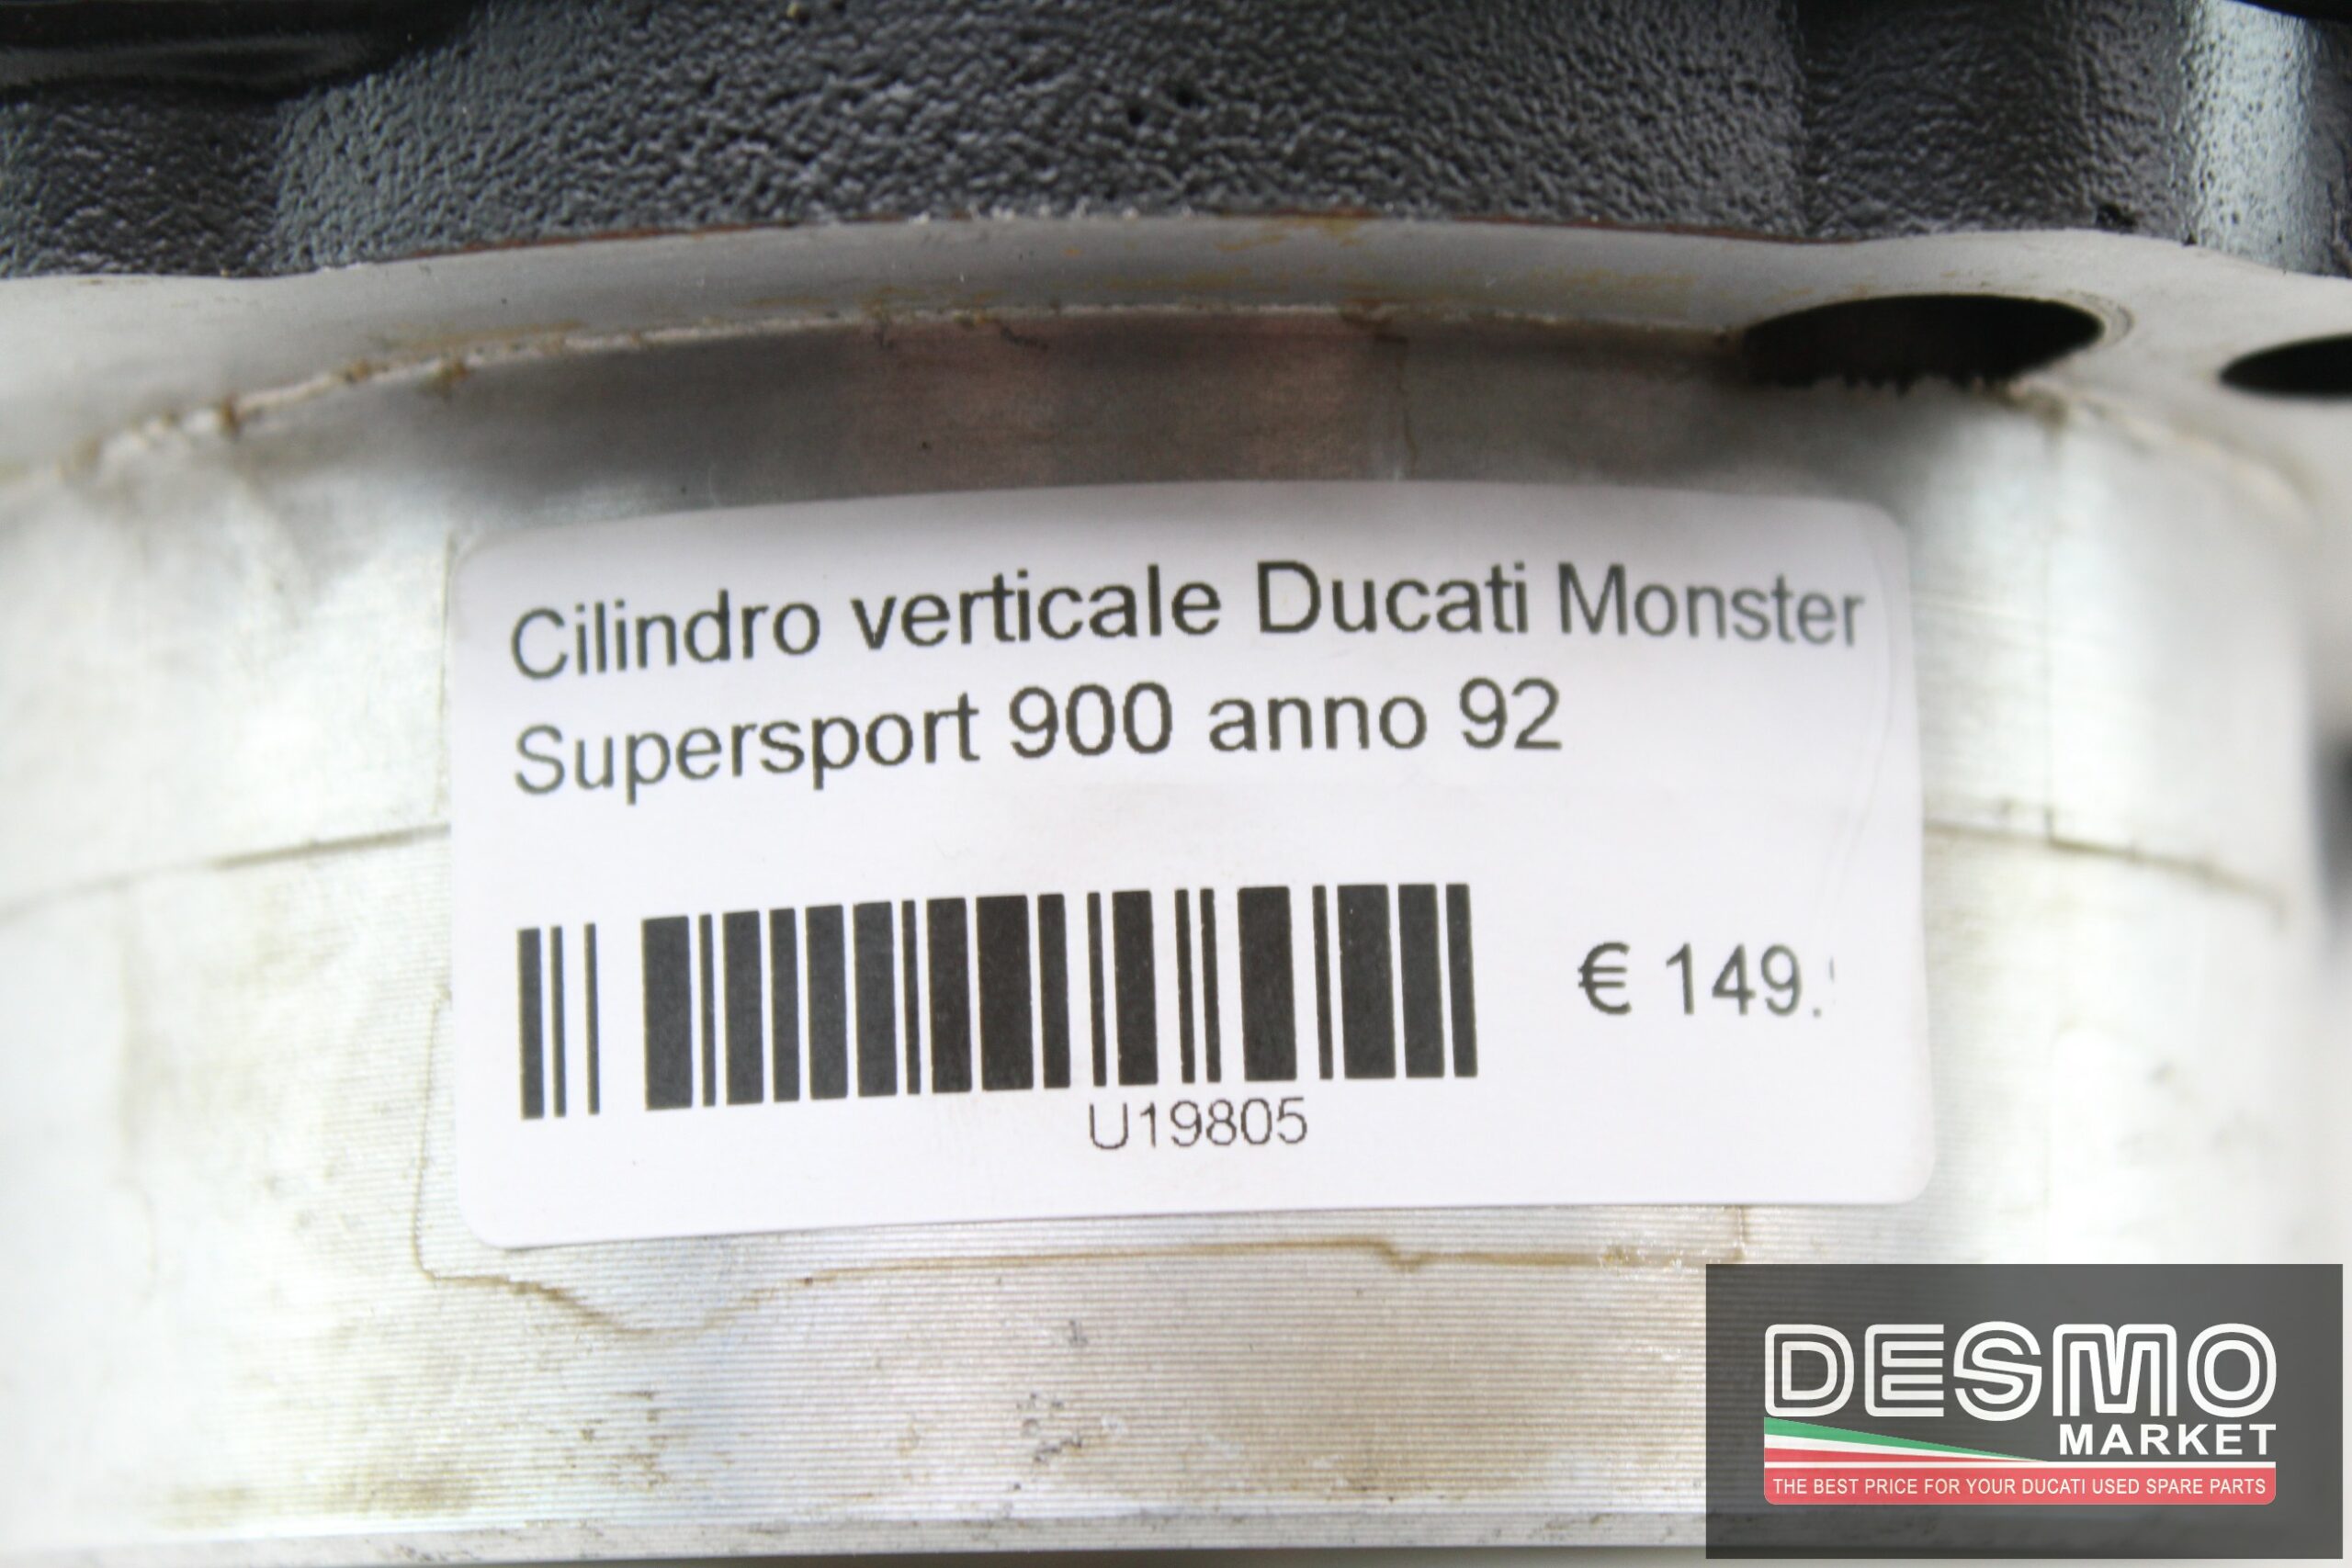 Cilindro verticale Ducati Monster
Supersport 900 anno 92
€ 149.
U19805
DESMO
MARKET
THE BEST PRICE FOR YOUR DUCATI USED SPARE PARTS